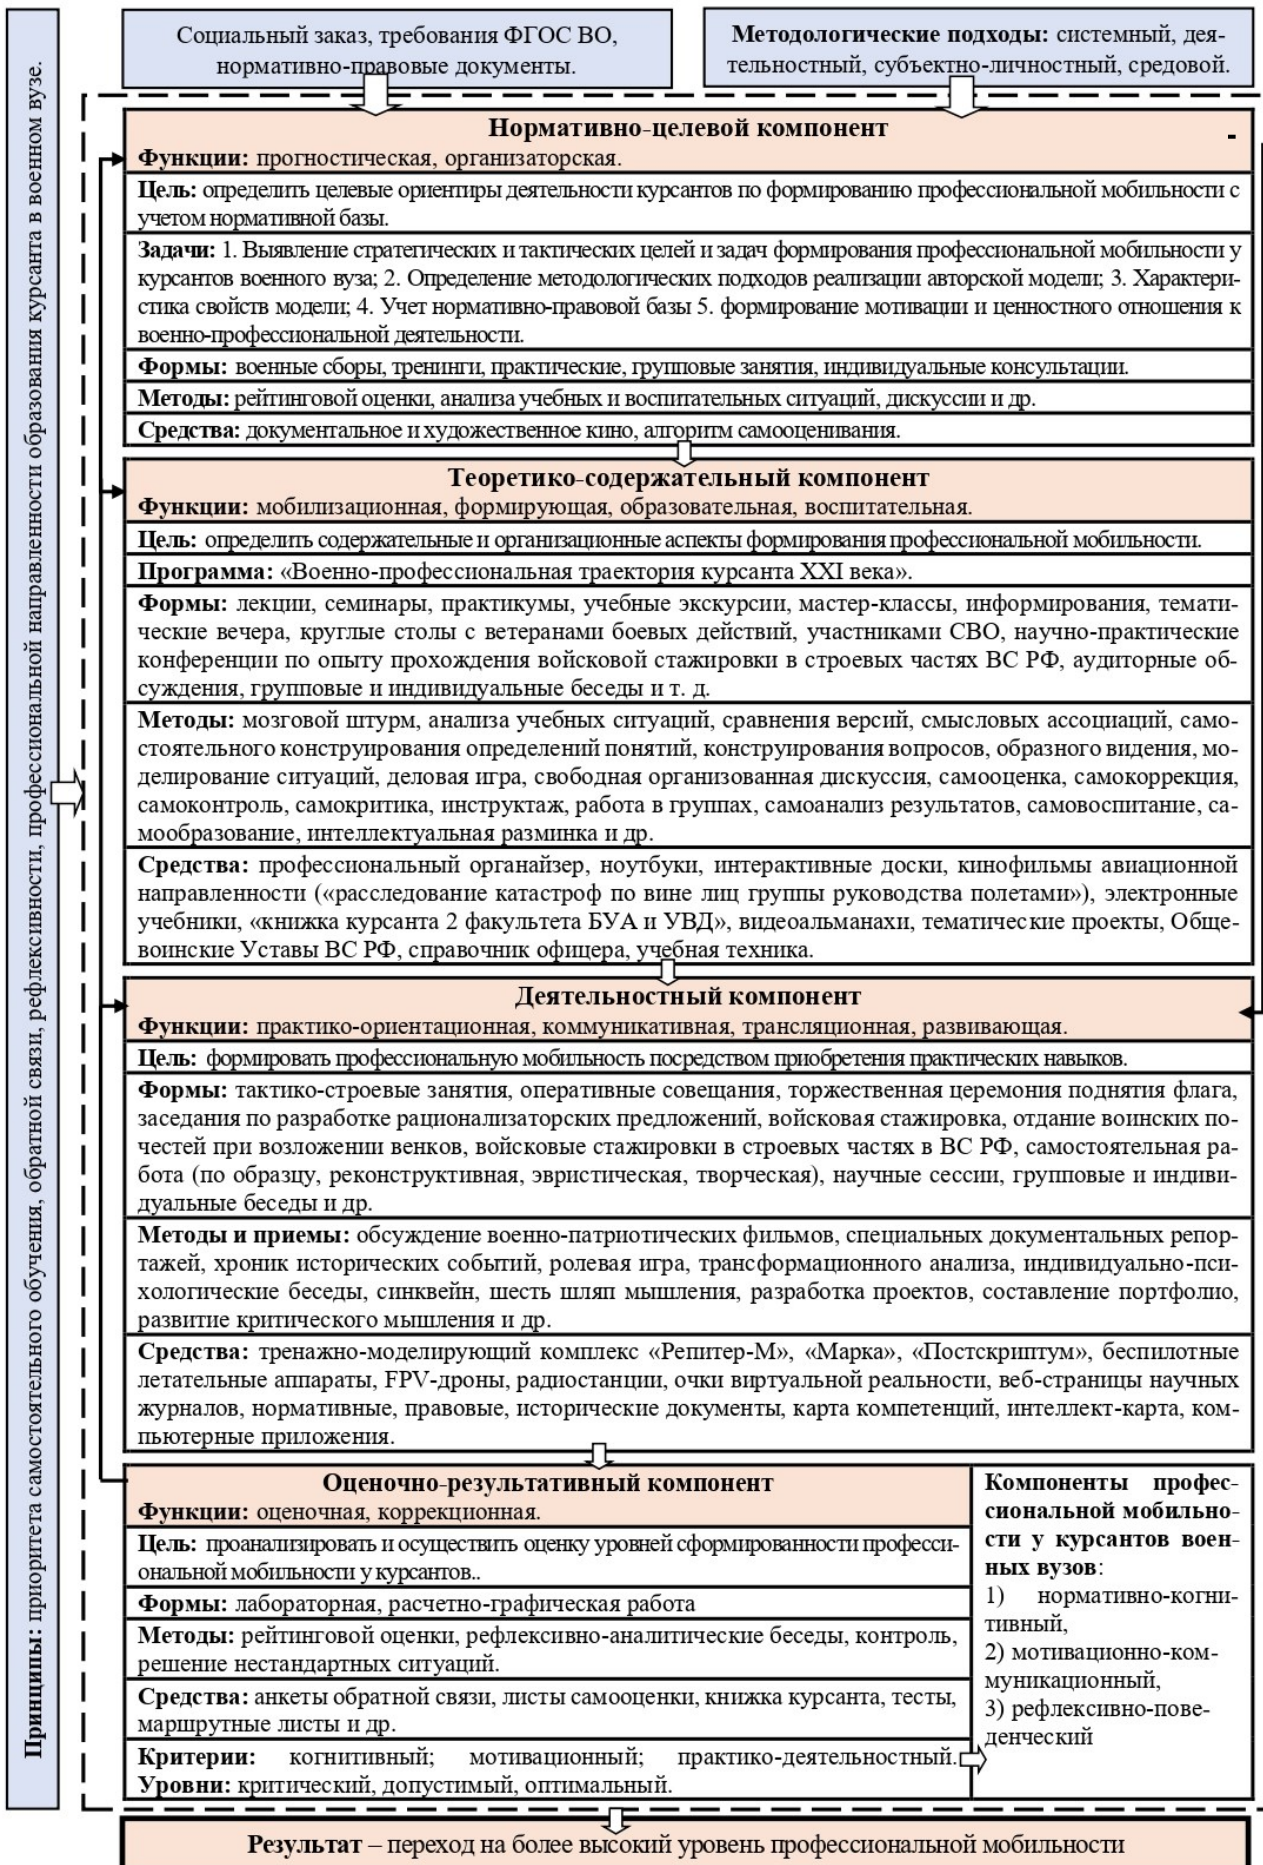 Социальный заказ, требования ФГОС ВО,
нормативно-правовые документы.
Методологические подходы: системный, дея-
тельностный, субъектно-личностный, средовой.
Принципы: приоритета самостоятельного обучения, обратной связи, рефлексивности, профессиональной направленности образования курсанта в военном вузе.
Нормативно-целевой компонент -
Функции: прогностическая, организаторская.
Цель: определить целевые ориентиры деятельности курсантов по формированию профессиональной мобильности с
учетом нормативной базы.
Задачи: 1. Выявление стратегических и тактических целей и задач формирования профессиональной мобильности у
курсантов военного вуза; 2. Определение методологических подходов реализации авторской модели; 3. Характери-
стика свойств модели; 4. Учет нормативно-правовой базы 5. формирование мотивации и ценностного отношения к
военно-профессиональной деятельности.
Формы: военные сборы, тренинги, практические, групповые занятия, индивидуальные консультации.
Методы: рейтинговой оценки, анализа учебных и воспитательных ситуаций, дискуссии и др.
Средства: документальное и художественное кино, алгоритм самооценивания.
Теоретико-содержательный компонент
Функции: мобилизационная, формирующая, образовательная, воспитательная.
Цель: определить содержательные и организационные аспекты формирования профессиональной мобильности.
Программа: «Военно-профессиональная траектория курсанта XXI века».
Формы: лекции, семинары, практикумы, учебные экскурсии, мастер-классы, информирования, темати-
ческие вечера, круглые столы с ветеранами боевых действий, участниками СВО, научно-практические
конференции по опыту прохождения войсковой стажировки в строевых частях ВС РФ, аудиторные об-
суждения, групповые и индивидуальные беседы и т. д.
Методы: мозговой штурм, анализа учебных ситуаций, сравнения версий, смысловых ассоциаций, само-
стоятельного конструирования определений понятий, конструирования вопросов, образного видения, мо-
делирование ситуаций, деловая игра, свободная организованная дискуссия, самооценка, самокоррекция,
самоконтроль, самокритика, инструктаж, работа в группах, самоанализ результатов, самовоспитание, са-
мообразование, интеллектуальная разминка и др.
Средства: профессиональный органайзер, ноутбуки, интерактивные доски, кинофильмы авиационной
направленности («расследование катастроф по вине лиц группы руководства полетами»), электронные
учебники, «книжка курсанта 2 факультета БУА и УВД», видеоальманахи, тематические проекты, Обще-
воинские Уставы ВС РФ, справочник офицера, учебная техника.
Деятельностный компонент
Функции: практико-ориентационная, коммуникативная, трансляционная, развивающая.
Цель: формировать профессиональную мобильность посредством приобретения практических навыков.
Формы: тактико-строевые занятия, оперативные совещания, торжественная церемония поднятия флага,
заседания по разработке рационализаторских предложений, войсковая стажировка, отдание воинских по-
честей при возложении венков, войсковые стажировки в строевых частях в ВС РФ, самостоятельная ра-
бота (по образцу, реконструктивная, эвристическая, творческая), научные сессии, групповые и индиви-
дуальные беседы и др.
Методы и приемы: обсуждение военно-патриотических фильмов, специальных документальных репор-
тажей, хроник исторических событий, ролевая игра, трансформационного анализа, индивидуально-пси-
хологические беседы, синквейн, шесть шляп мышления, разработка проектов, составление портфолио,
развитие критического мышления и др.
Средства: тренажно-моделирующий комплекс «Репитер-М», «Марка», «Постскриптум», беспилотные
летательные аппараты, FPV-дроны, радиостанции, очки виртуальной реальности, веб-страницы научных
журналов, нормативные, правовые, исторические документы, карта компетенций, интеллект-карта, ком-
пьютерные приложения.
Оценочно-результативный компонент
Функции: оценочная, коррекционная.
Цель: проанализировать и осуществить оценку уровней сформированности професси-
ональной мобильности у курсантов..
Формы: лабораторная, расчетно-графическая работа
Методы: рейтинговой оценки, рефлексивно-аналитические беседы, контроль,
решение нестандартных ситуаций.
Средства: анкеты обратной связи, листы самооценки, книжка курсанта, тесты,
маршрутные листы и др.
Критерии: когнитивный; мотивационный; практико-деятельностный.
Уровни: критический, допустимый, оптимальный.
Компоненты профес-
сиональной мобильно-
сти у курсантов воен-
ных вузов:
1) нормативно-когни-
тивный,
2) мотивационно-ком-
муникационный,
3) рефлексивно-пове-
денческий
Результат – переход на более высокий уровень профессиональной мобильности